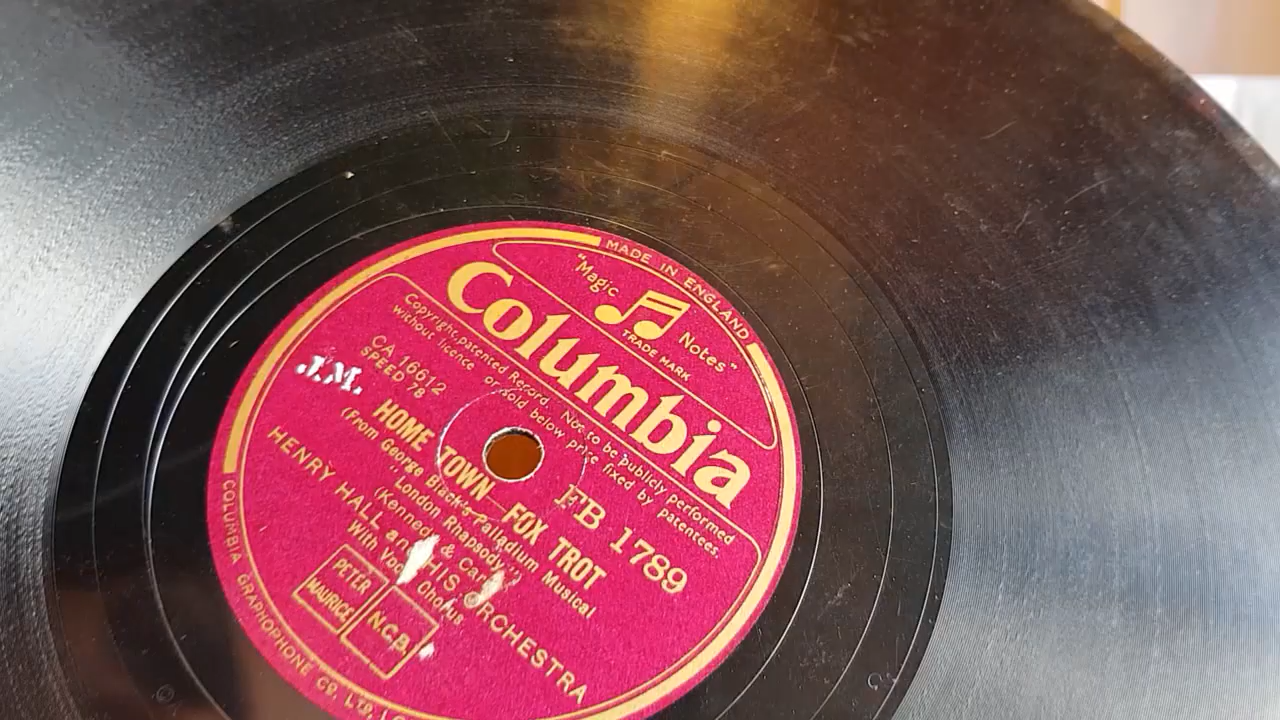 MADE IN ENGLAND
"Magic Notes"
TRADE MARK
Columbia
Copyright, patented Record. Not to be publicly performed
without licence or sold below price fixed by patentees.
CA 16612
SPEED 78
J.M.
FB 1789
HOME TOWN FOX TROT
(From George Black's Palladium Musical
"London Rhapsody")
(Kennedy &
HENRY HALL and HIS ORCHESTRA
With Vocal Chorus
PETER
MAURICE
N.C.B.
COLUMBIA GRAPHOPHONE CO. LTD,